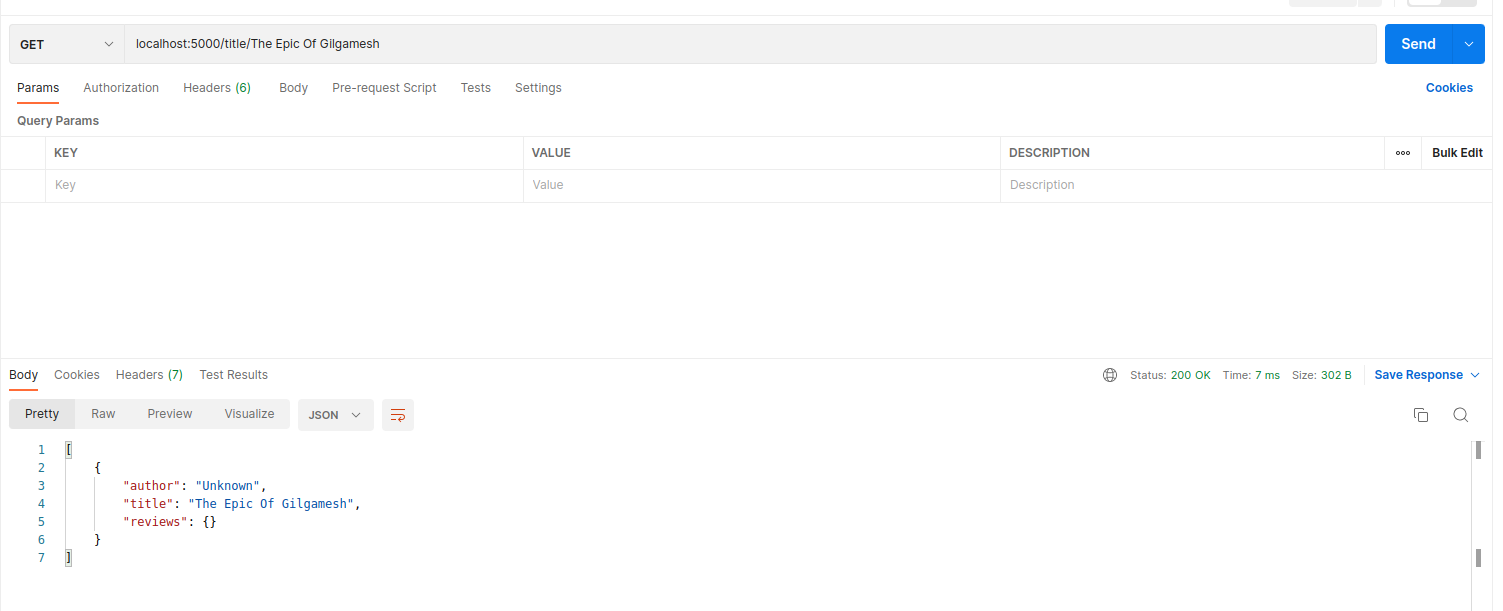 GET localhost:5000/title/The Epic Of Gilgamesh Send
Params Authorization Headers (6) Body Pre-request Script Tests Settings Cookies
Query Params
KEY VALUE DESCRIPTION ooo Bulk Edit
Key Value Description
Body Cookies Headers (7) Test Results Status: 200 OK Time: 7 ms Size: 302 B Save Response
Pretty Raw Preview Visualize JSON
1 [
2 {
3 "author": "Unknown",
4 "title": "The Epic Of Gilgamesh",
5 "reviews": {}
6 }
7 ]